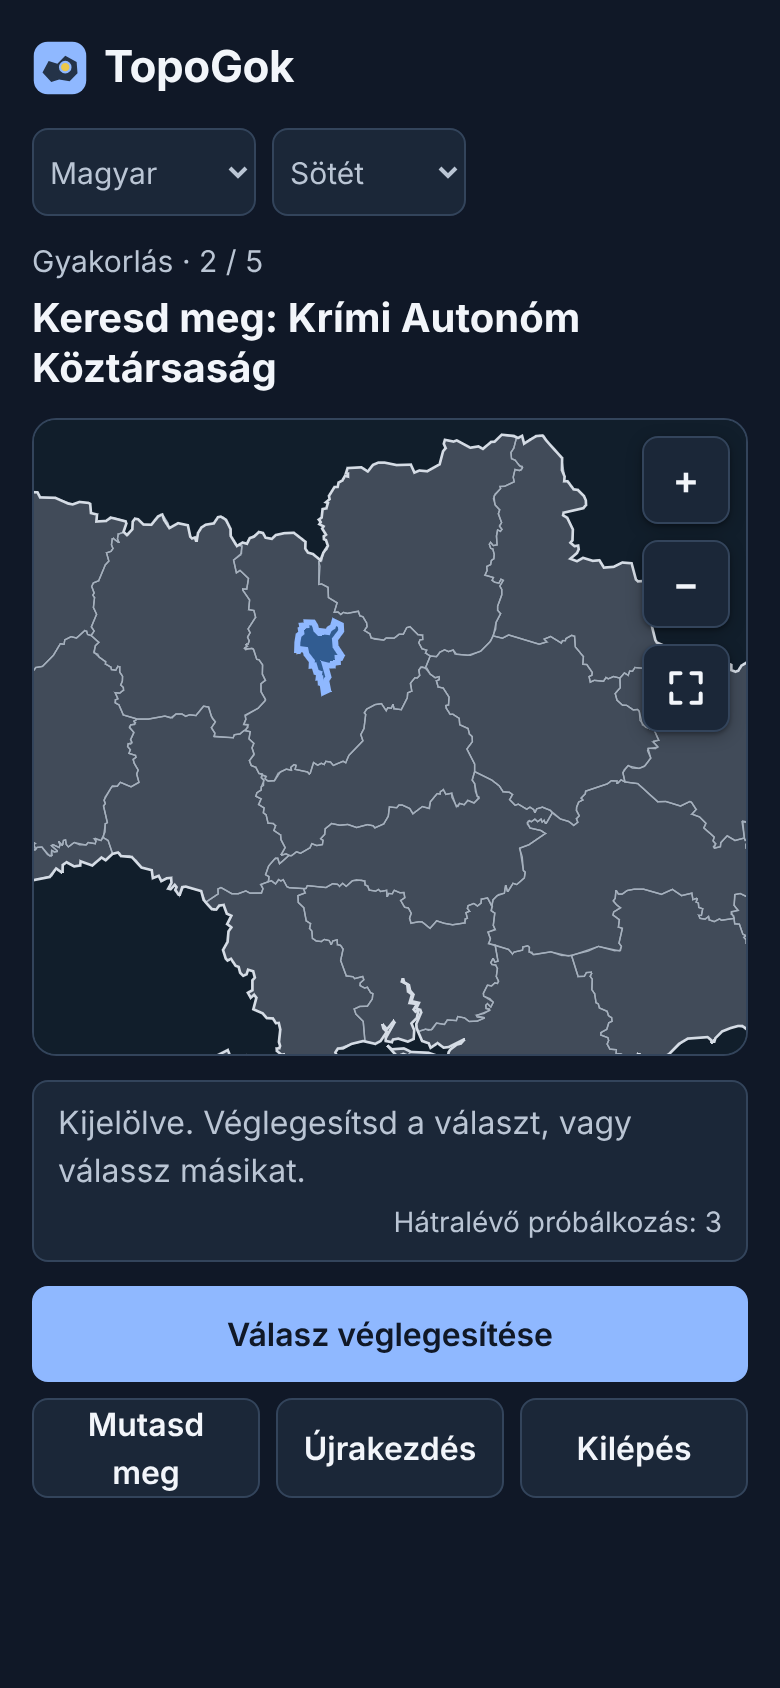 TopoGok
Magyar
Sötét
Gyakorlás · 2 / 5
Keresd meg: Krími Autonóm
Köztársaság
+
−
Kijelölve. Véglegesítsd a választ, vagy
válassz másikat.
Hátralévő próbálkozás: 3
Válasz véglegesítése
Mutasd
meg
Újrakezdés
Kilépés